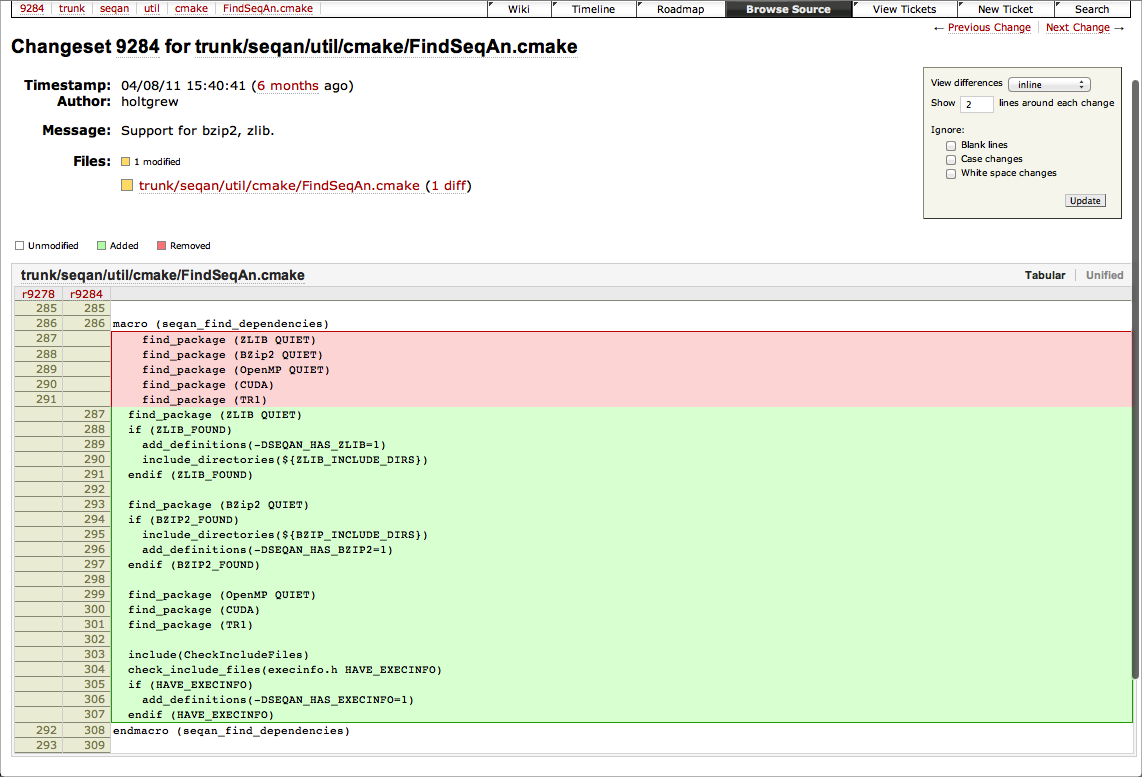 9284 trunk seqan util cmake FindSeqAn.cmake Wiki Timeline Roadmap Browse Source View Tickets New Ticket Search
← Previous Change Next Change →
Changeset 9284 for trunk/seqan/util/cmake/FindSeqAn.cmake
Timestamp: 04/08/11 15:40:41 (6 months ago)
Author: holtgrew
Message: Support for bzip2, zlib.
Files: 1 modified
trunk/seqan/util/cmake/FindSeqAn.cmake (1 diff)
View differences inline
Show 2 lines around each change
Ignore:
Blank lines
Case changes
White space changes
Update
Unmodified Added Removed
trunk/seqan/util/cmake/FindSeqAn.cmake Tabular Unified
r9278 r9284
285 285
286 286 macro (seqan_find_dependencies)
287 find_package (ZLIB QUIET)
288 find_package (BZip2 QUIET)
289 find_package (OpenMP QUIET)
290 find_package (CUDA)
291 find_package (TR1)
287 find_package (ZLIB QUIET)
288 if (ZLIB_FOUND)
289 add_definitions(-DSEQAN_HAS_ZLIB=1)
290 include_directories(${ZLIB_INCLUDE_DIRS})
291 endif (ZLIB_FOUND)
292
293 find_package (BZip2 QUIET)
294 if (BZIP2_FOUND)
295 include_directories(${BZIP_INCLUDE_DIRS})
296 add_definitions(-DSEQAN_HAS_BZIP2=1)
297 endif (BZIP2_FOUND)
298
299 find_package (OpenMP QUIET)
300 find_package (CUDA)
301 find_package (TR1)
302
303 include(CheckIncludeFiles)
304 check_include_files(execinfo.h HAVE_EXECINFO)
305 if (HAVE_EXECINFO)
306 add_definitions(-DSEQAN_HAS_EXECINFO=1)
307 endif (HAVE_EXECINFO)
292 308 endmacro (seqan_find_dependencies)
293 309